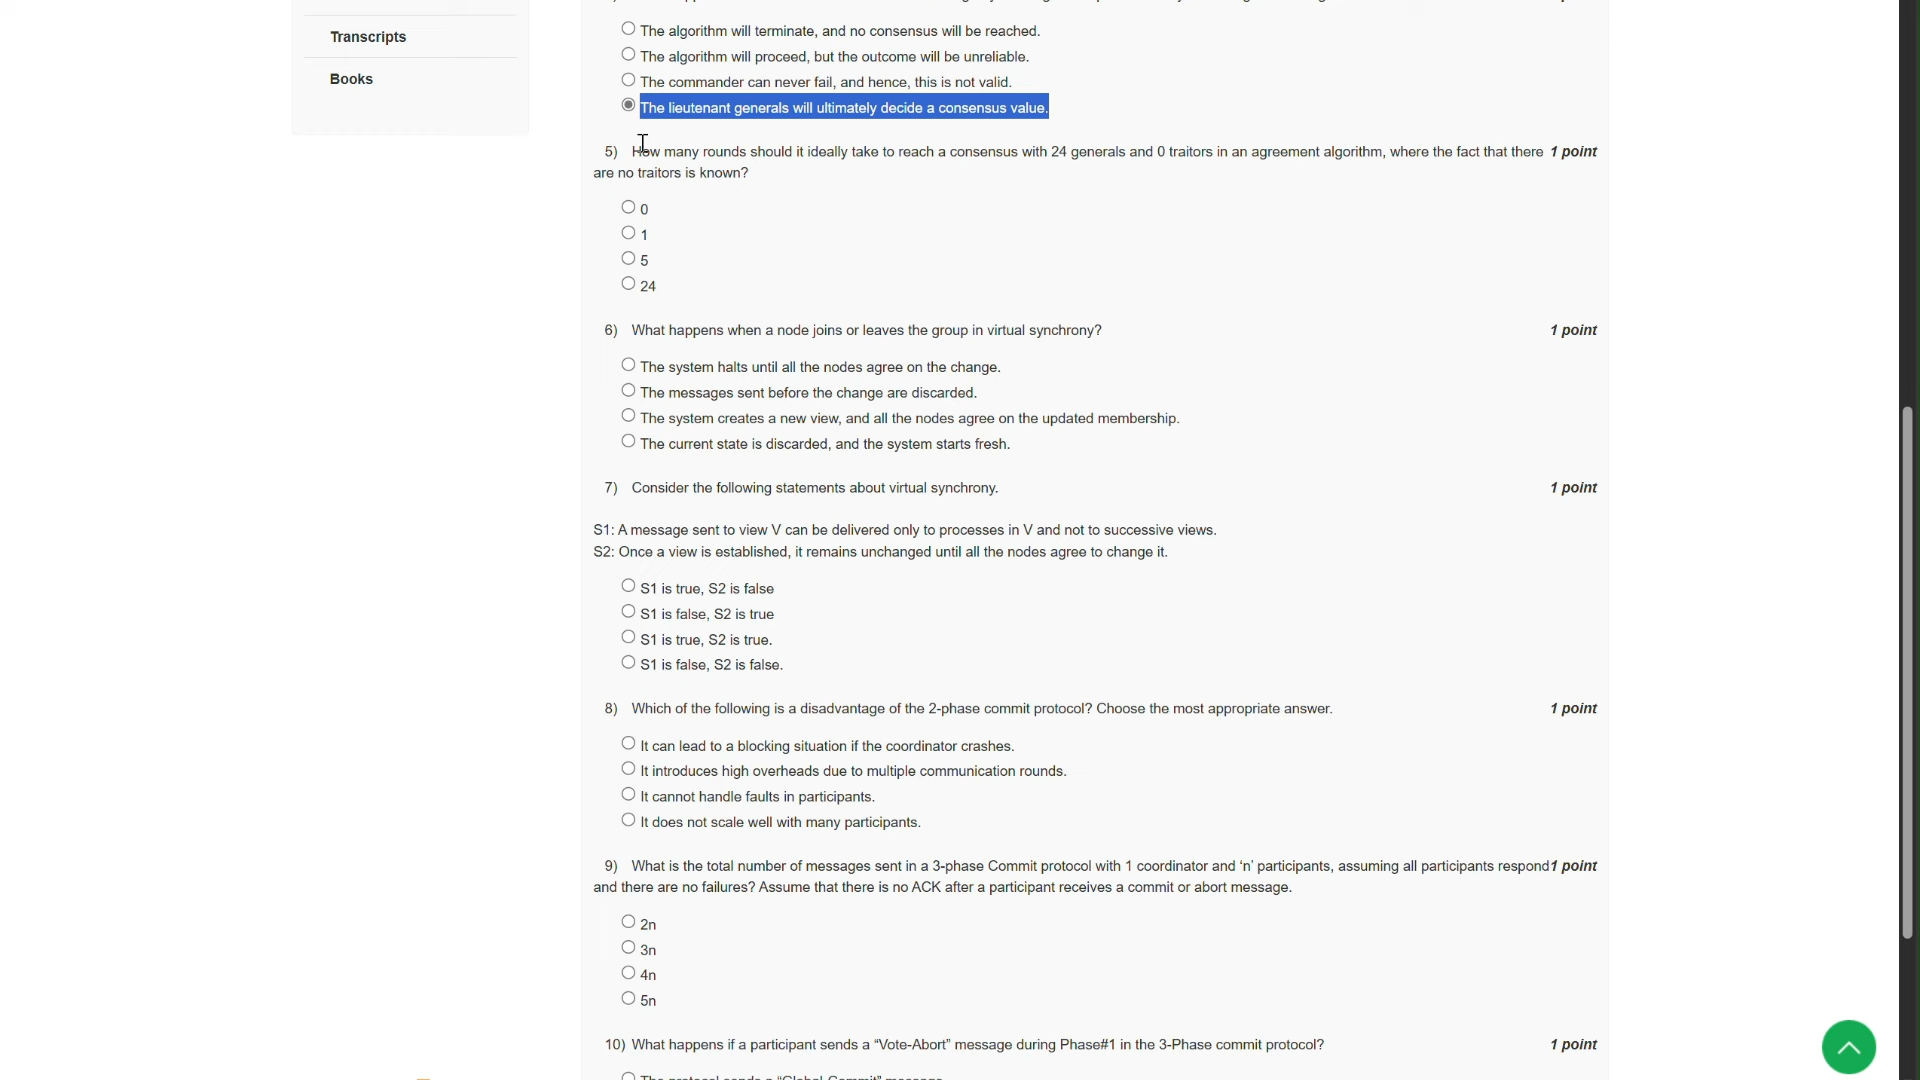 Transcripts
Books
The algorithm will terminate, and no consensus will be reached.
The algorithm will proceed, but the outcome will be unreliable.
The commander can never fail, and hence, this is not valid.
The lieutenant generals will ultimately decide a consensus value.
5) How many rounds should it ideally take to reach a consensus with 24 generals and 0 traitors in an agreement algorithm, where the fact that there 1 point
are no traitors is known?
0
1
5
24
6) What happens when a node joins or leaves the group in virtual synchrony? 1 point
The system halts until all the nodes agree on the change.
The messages sent before the change are discarded.
The system creates a new view, and all the nodes agree on the updated membership.
The current state is discarded, and the system starts fresh.
7) Consider the following statements about virtual synchrony. 1 point
S1: A message sent to view V can be delivered only to processes in V and not to successive views.
S2: Once a view is established, it remains unchanged until all the nodes agree to change it.
S1 is true, S2 is false
S1 is false, S2 is true
S1 is true, S2 is true.
S1 is false, S2 is false.
8) Which of the following is a disadvantage of the 2-phase commit protocol? Choose the most appropriate answer. 1 point
It can lead to a blocking situation if the coordinator crashes.
It introduces high overheads due to multiple communication rounds.
It cannot handle faults in participants.
It does not scale well with many participants.
9) What is the total number of messages sent in a 3-phase Commit protocol with 1 coordinator and ‘n’ participants, assuming all participants respond 1 point
and there are no failures? Assume that there is no ACK after a participant receives a commit or abort message.
2n
3n
4n
5n
10) What happens if a participant sends a “Vote-Abort” message during Phase#1 in the 3-Phase commit protocol? 1 point
The protocol sends a “Global-Commit” message.